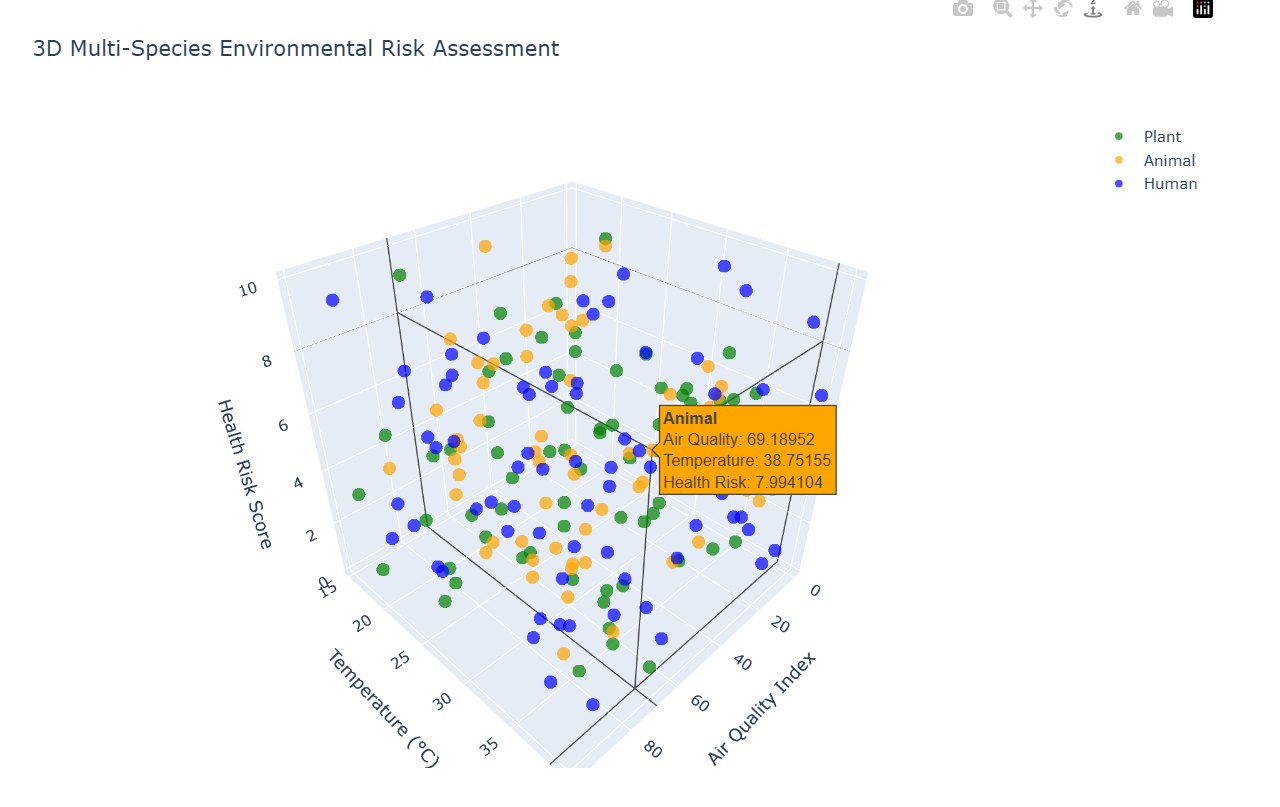 3D Multi-Species Environmental Risk Assessment
Plant
Animal
Human
10
8
6
4
2
0
Health Risk Score
15
20
25
30
35
Temperature (°C)
0
20
40
60
80
Air Quality Index
Animal
Air Quality: 69.18952
Temperature: 38.75155
Health Risk: 7.994104